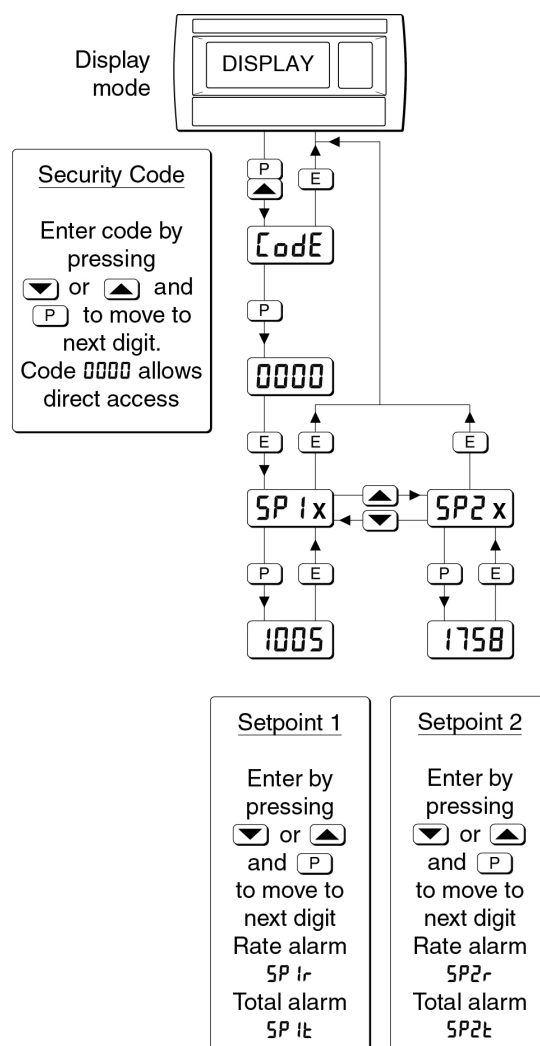 Display
mode
DISPLAY
P
E
Security Code
Enter code by
pressing
or and
P to move to
next digit.
Code 0000 allows
direct access
CodE
P
0000
E E E
SP1x SP2x
P E P E
1005 1758
Setpoint 1
Enter by
pressing
or
and P
to move to
next digit
Rate alarm
SP1r
Total alarm
SP1t
Setpoint 2
Enter by
pressing
or
and P
to move to
next digit
Rate alarm
SP2r
Total alarm
SP2t